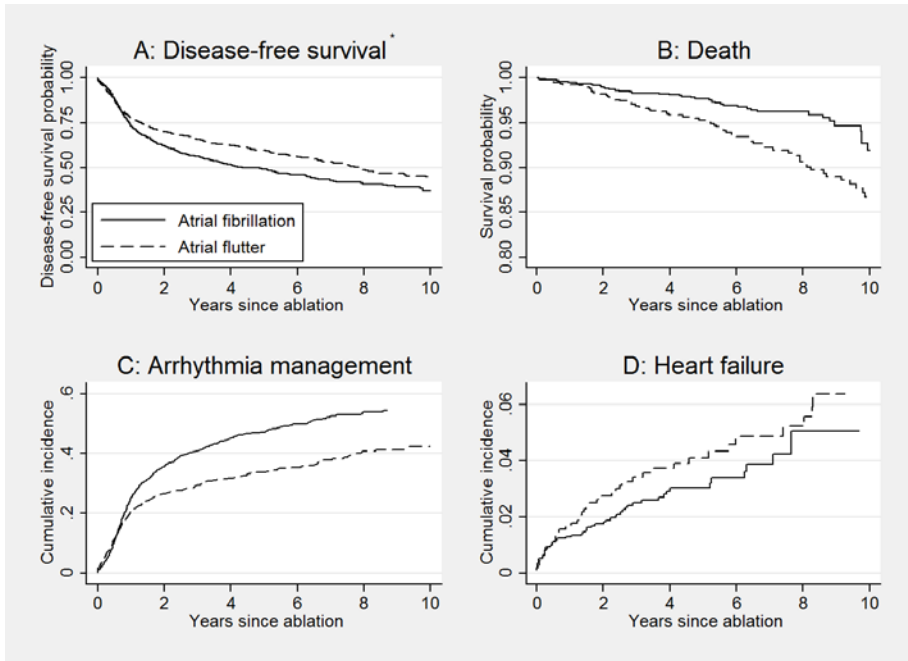 A: Disease-free survival*
Disease-free survival probability
1.00
0.75
0.50
0.25
0.00
Atrial fibrillation
Atrial flutter
0 2 4 6 8 10
Years since ablation
B: Death
Survival probability
1.00
0.95
0.90
0.85
0.80
0 2 4 6 8 10
Years since ablation
C: Arrhythmia management
Cumulative incidence
.6
.4
.2
0
0 2 4 6 8 10
Years since ablation
D: Heart failure
Cumulative incidence
.06
.04
.02
0
0 2 4 6 8 10
Years since ablation